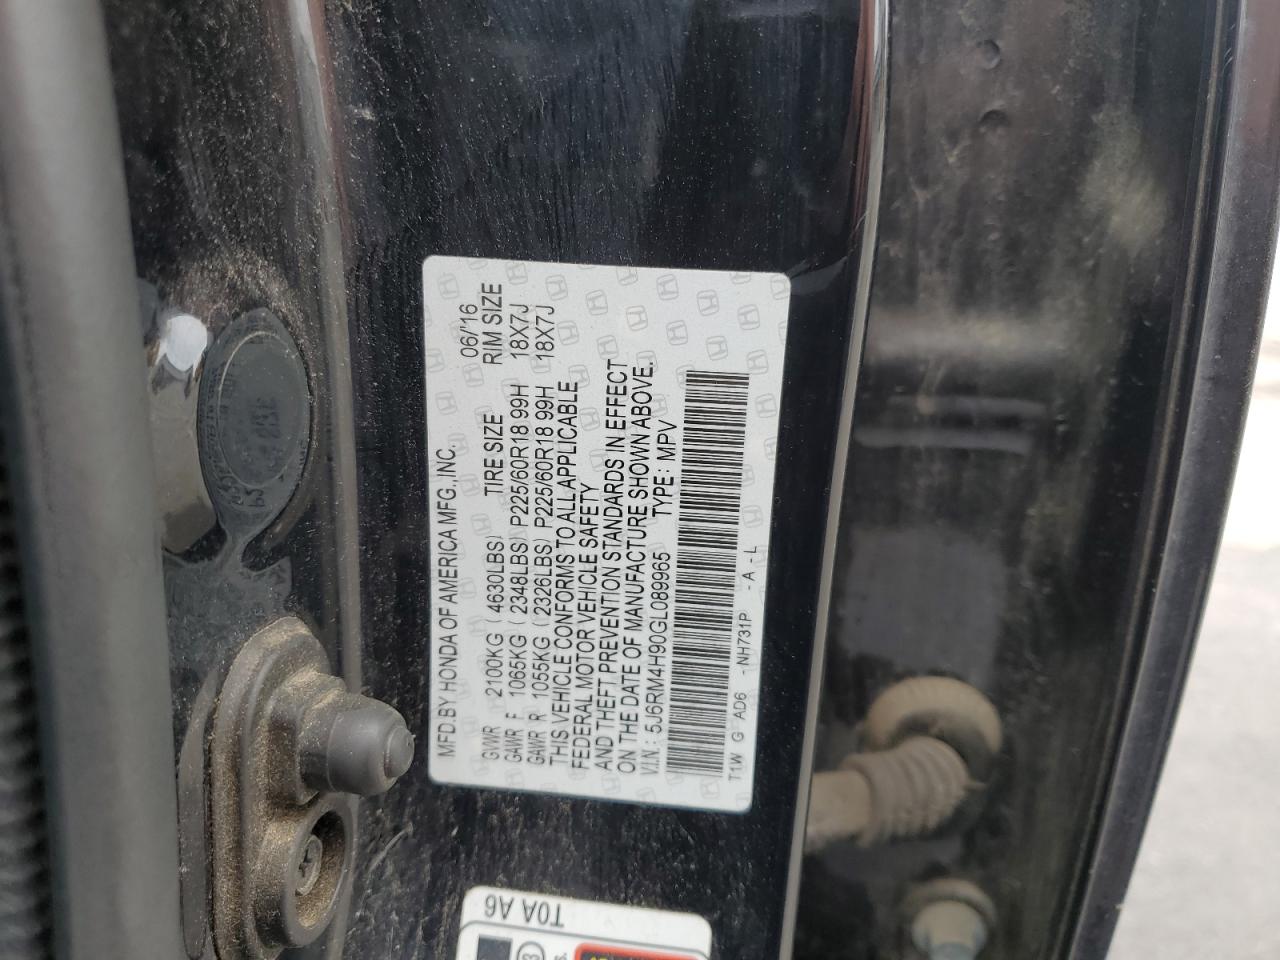 MFD.BY HONDA OF AMERICA MFG.,INC. 06/'16
GVWR 2100KG ( 4630LBS) TIRE SIZE RIM SIZE
GAWR F 1065KG ( 2348LBS) P225/60R18 99H 18X7J
GAWR R 1055KG ( 2326LBS) P225/60R18 99H 18X7J
THIS VEHICLE CONFORMS TO ALL APPLICABLE
FEDERAL MOTOR VEHICLE SAFETY
AND THEFT PREVENTION STANDARDS IN EFFECT
ON THE DATE OF MANUFACTURE SHOWN ABOVE.
V.I.N.: 5J6RM4H90GL089965 TYPE: MPV
T1W G AD6 - NH731P - A - L
T0A A6